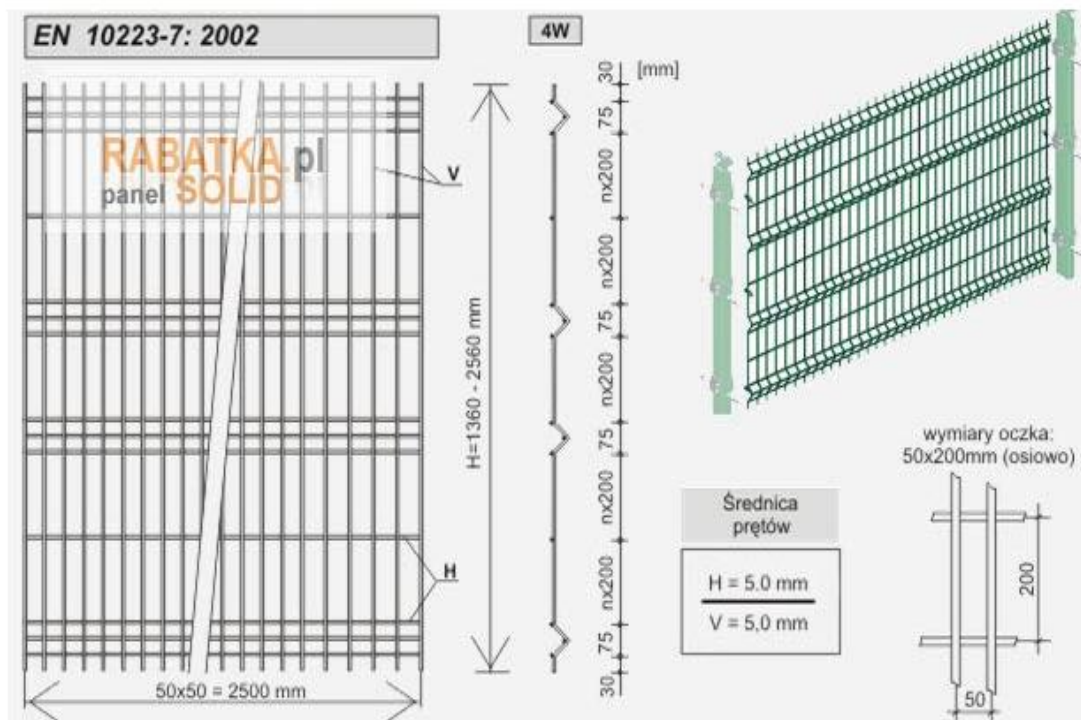 EN 10223-7: 2002
4W
[mm]
RABATKA.pl
panel SOLID
V
H
H=1360 - 2560 mm
50x50 = 2500 mm
30
75
nx200
nx200
75
nx200
75
nx200
nx200
75
30
wymiary oczka:
50x200mm (osiowo)
Średnica
prętów
H = 5.0 mm
V = 5,0 mm
200
50